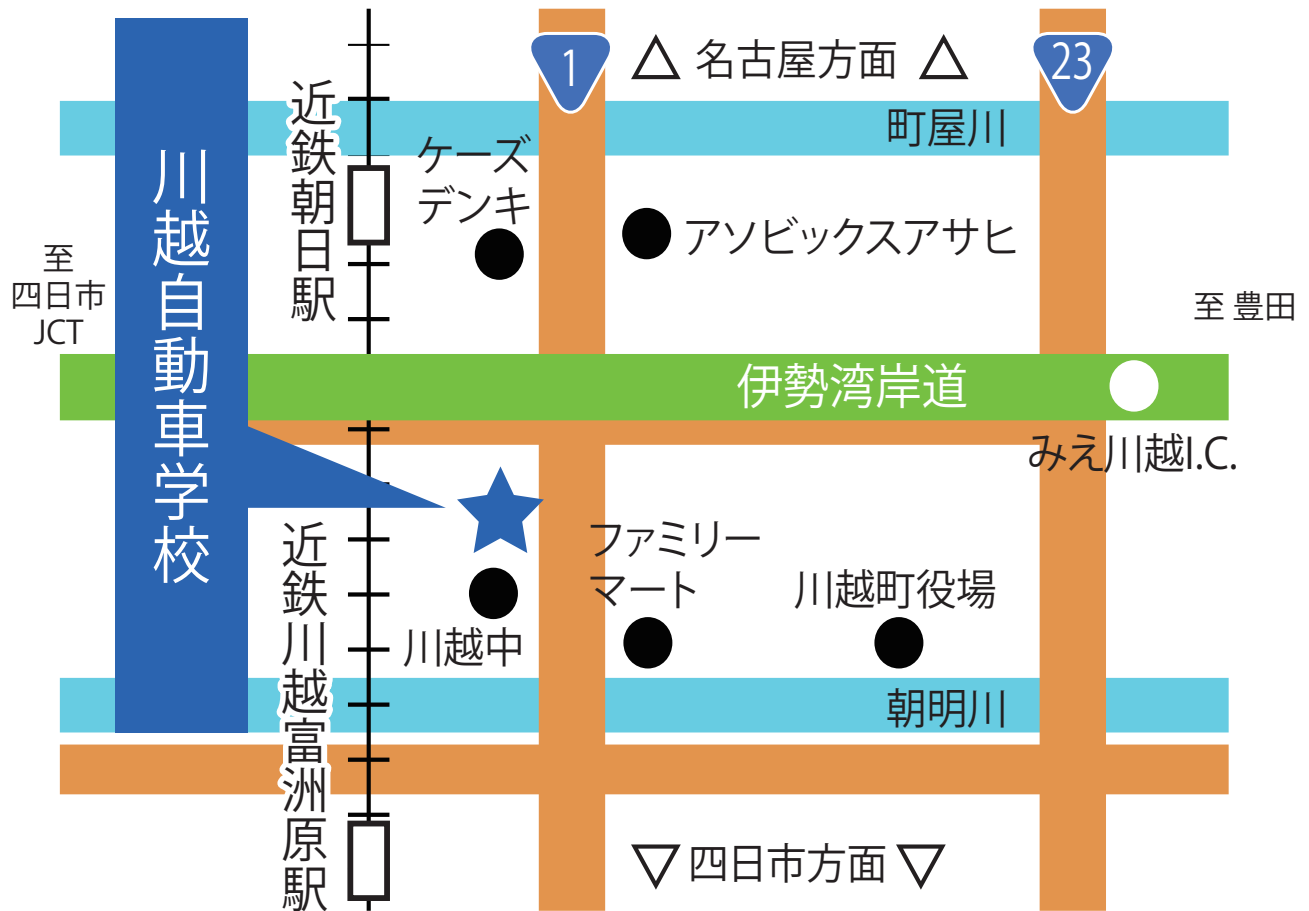 1
△ 名古屋方面 △
23
町屋川
近鉄朝日駅
ケーズ
デンキ
アソビックスアサヒ
川越自動車学校
至
四日市
JCT
至 豊田
伊勢湾岸道
みえ川越I.C.
近鉄川越富洲原駅
ファミリー
マート
川越町役場
川越中
朝明川
▽ 四日市方面 ▽